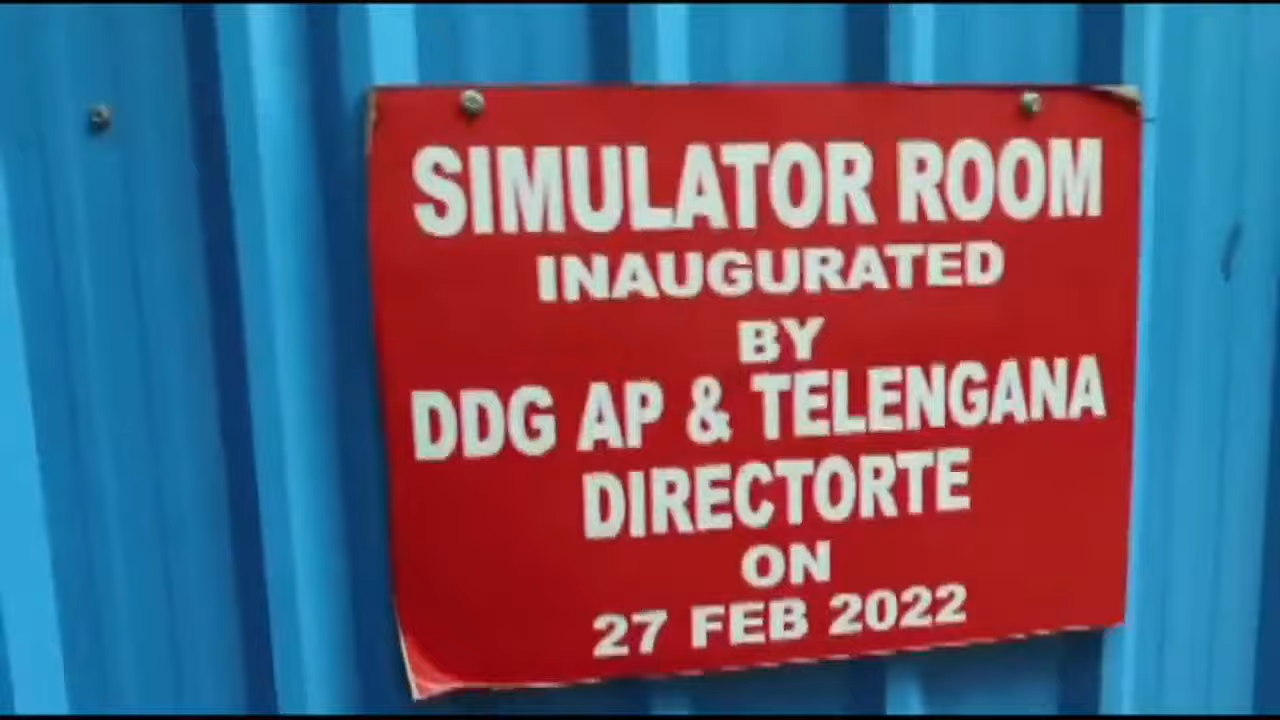 SIMULATOR ROOM
INAUGURATED
BY
DDG AP & TELENGANA
DIRECTORTE
ON
27 FEB 2022